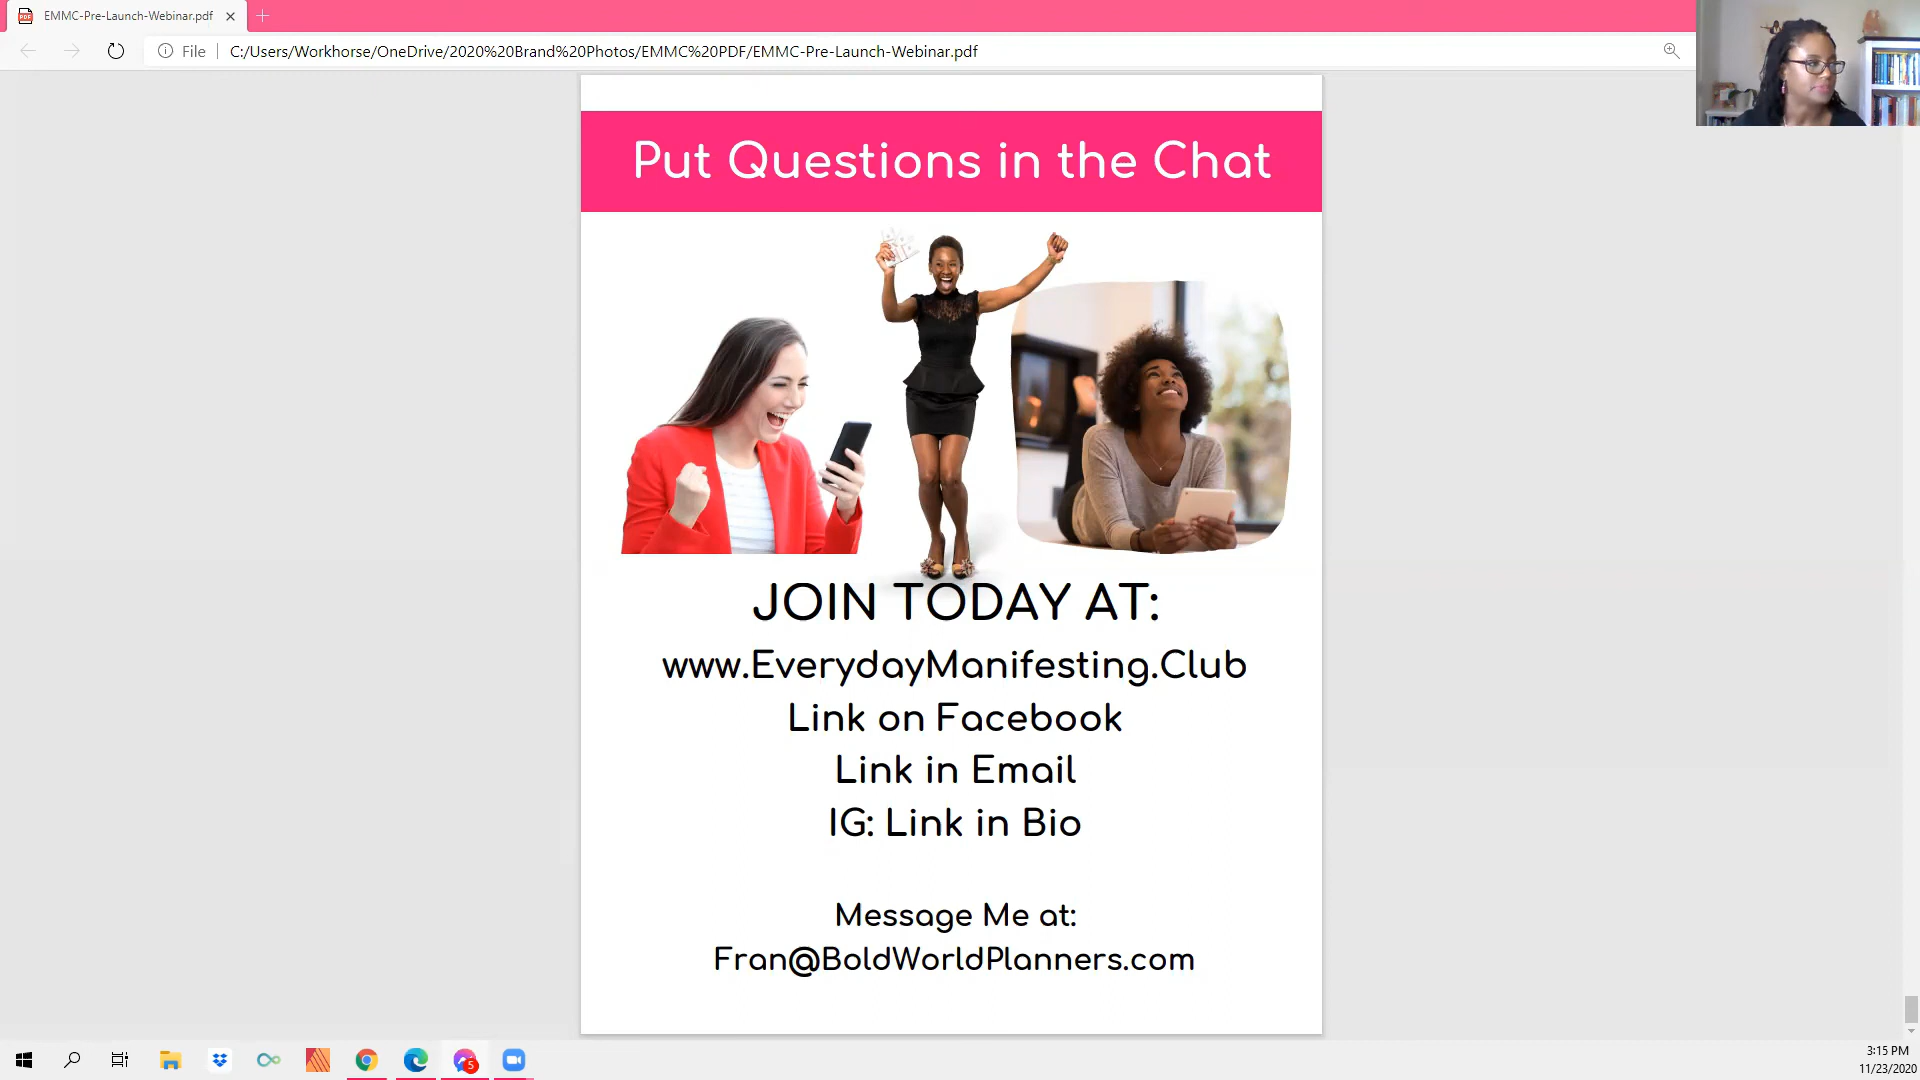 EMMC-Pre-Launch-Webinar.pdf
File
C:/Users/Workhorse/OneDrive/2020%20Brand%20Photos/EMMC%20PDF/EMMC-Pre-Launch-Webinar.pdf
Put Questions in the Chat
JOIN TODAY AT:
www.EverydayManifesting.Club
Link on Facebook
Link in Email
IG: Link in Bio
Message Me at:
Fran@BoldWorldPlanners.com
5
3:15 PM
11/23/2020